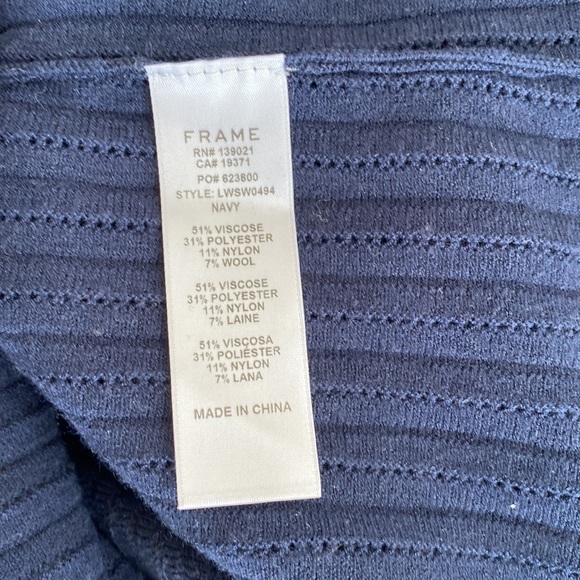 FRAME
RN# 139021
CA# 19371
PO# 623800
STYLE: LWSW0494
NAVY
51% VISCOSE
31% POLYESTER
11% NYLON
7% WOOL
51% VISCOSE
31% POLYESTER
11% NYLON
7% LAINE
51% VISCOSA
31% POLIÉSTER
11% NYLON
7% LANA
MADE IN CHINA